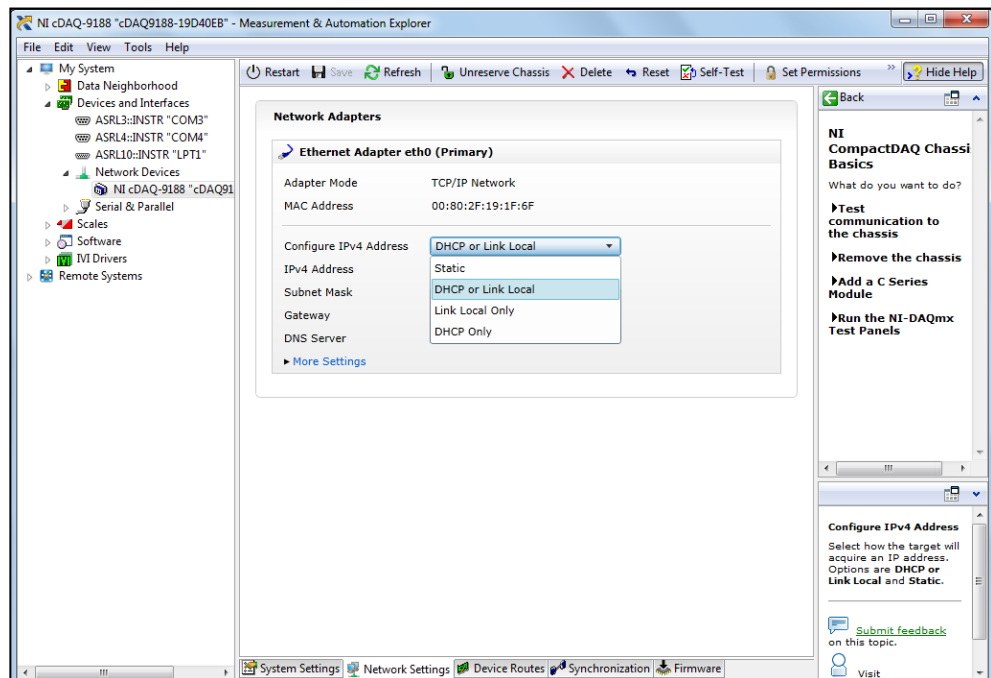 NI cDAQ-9188 "cDAQ9188-19D40EB" - Measurement & Automation Explorer
File Edit View Tools Help
My System
Data Neighborhood
Devices and Interfaces
ASRL3::INSTR "COM3"
ASRL4::INSTR "COM4"
ASRL10::INSTR "LPT1"
Network Devices
NI cDAQ-9188 "cDAQ91
Serial & Parallel
Scales
Software
IVI Drivers
Remote Systems
Restart Save Refresh Unreserve Chassis Delete Reset Self-Test Set Permissions » Hide Help
Network Adapters
Ethernet Adapter eth0 (Primary)
Adapter Mode TCP/IP Network
MAC Address 00:80:2F:19:1F:6F
Configure IPv4 Address DHCP or Link Local
IPv4 Address Static
Subnet Mask DHCP or Link Local
Gateway Link Local Only
DNS Server DHCP Only
More Settings
System Settings Network Settings Device Routes Synchronization Firmware
Back
NI
CompactDAQ Chassi
Basics
What do you want to do?
Test
communication to
the chassis
Remove the chassis
Add a C Series
Module
Run the NI-DAQmx
Test Panels
Configure IPv4 Address
Select how the target will
acquire an IP address.
Options are DHCP or
Link Local and Static.
Submit feedback
on this topic.
Visit